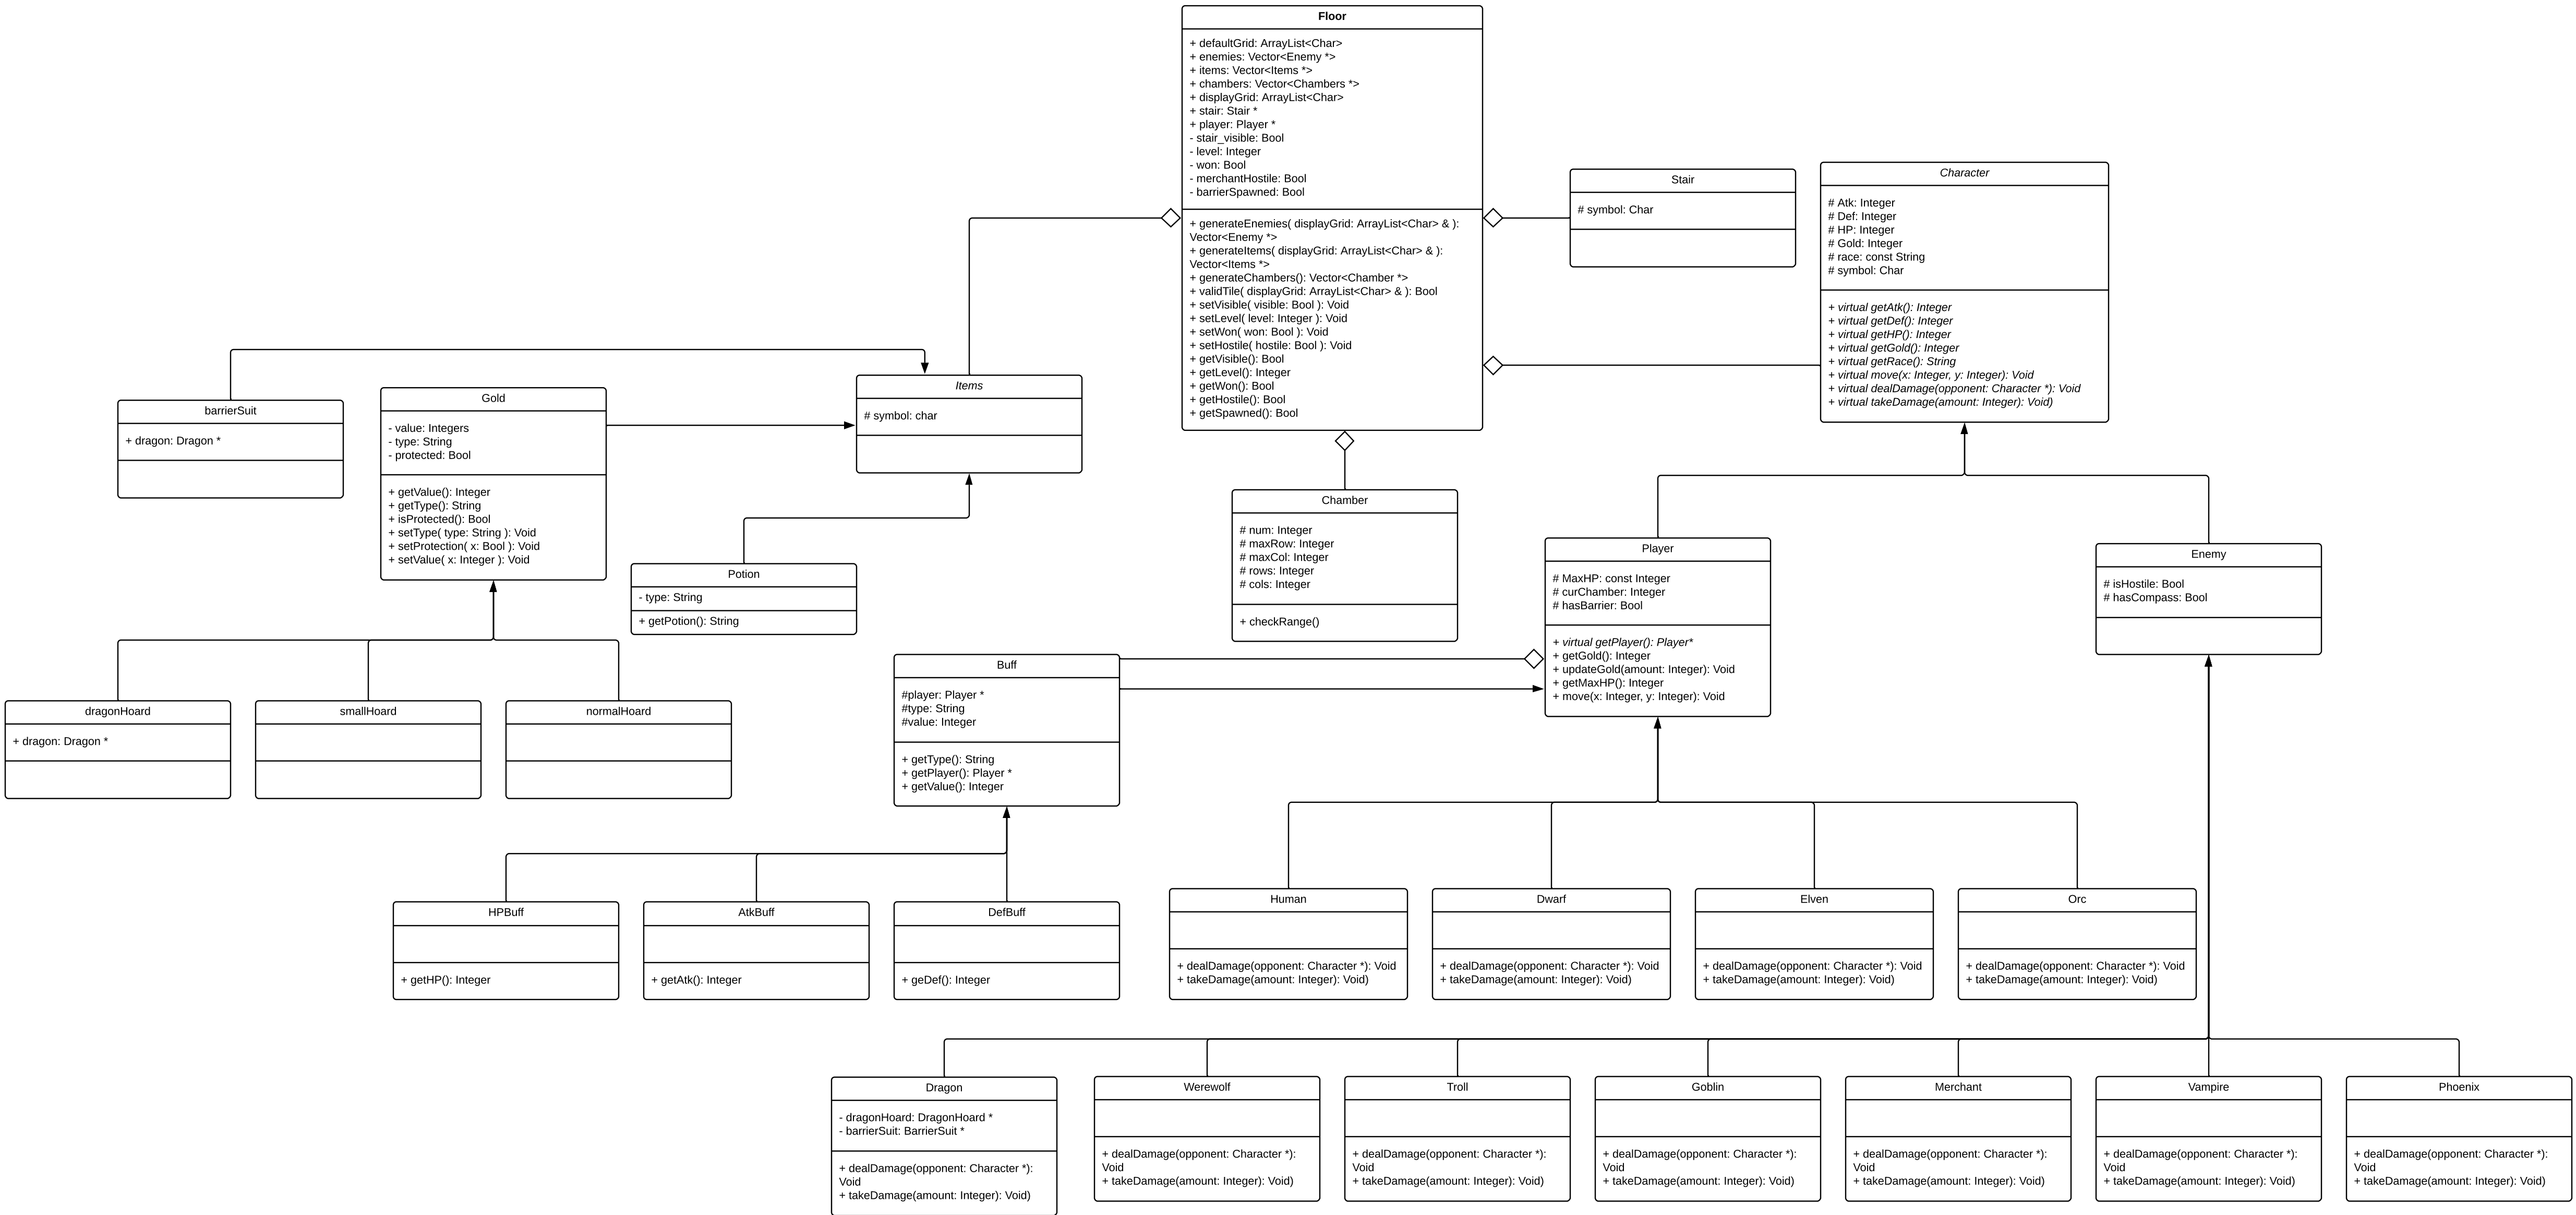 Floor
+ defaultGrid: ArrayList<Char>
+ enemies: Vector<Enemy *>
+ items: Vector<Items *>
+ chambers: Vector<Chambers *>
+ displayGrid: ArrayList<Char>
+ stair: Stair *
+ player: Player *
- stair_visible: Bool
- level: Integer
- won: Bool
- merchantHostile: Bool
- barrierSpawned: Bool
+ generateEnemies( displayGrid: ArrayList<Char> & ):
Vector<Enemy *>
+ generateItems( displayGrid: ArrayList<Char> & ):
Vector<Items *>
+ generateChambers(): Vector<Chamber *>
+ validTile( displayGrid: ArrayList<Char> & ): Bool
+ setVisible( visible: Bool ): Void
+ setLevel( level: Integer ): Void
+ setWon( won: Bool ): Void
+ setHostile( hostile: Bool ): Void
+ getVisible(): Bool
+ getLevel(): Integer
+ getWon(): Bool
+ getHostile(): Bool
+ getSpawned(): Bool
Stair
# symbol: Char
Character
# Atk: Integer
# Def: Integer
# HP: Integer
# Gold: Integer
# race: const String
# symbol: Char
+ virtual getAtk(): Integer
+ virtual getDef(): Integer
+ virtual getHP(): Integer
+ virtual getGold(): Integer
+ virtual getRace(): String
+ virtual move(x: Integer, y: Integer): Void
+ virtual dealDamage(opponent: Character *): Void
+ virtual takeDamage(amount: Integer): Void)
barrierSuit
+ dragon: Dragon *
Gold
- value: Integers
- type: String
- protected: Bool
+ getValue(): Integer
+ getType(): String
+ isProtected(): Bool
+ setType( type: String ): Void
+ setProtection( x: Bool ): Void
+ setValue( x: Integer ): Void
Items
# symbol: char
Chamber
# num: Integer
# maxRow: Integer
# maxCol: Integer
# rows: Integer
# cols: Integer
+ checkRange()
Potion
- type: String
+ getPotion(): String
Player
# MaxHP: const Integer
# curChamber: Integer
# hasBarrier: Bool
+ virtual getPlayer(): Player*
+ getGold(): Integer
+ updateGold(amount: Integer): Void
+ getMaxHP(): Integer
+ move(x: Integer, y: Integer): Void
Enemy
# isHostile: Bool
# hasCompass: Bool
dragonHoard
+ dragon: Dragon *
smallHoard
normalHoard
Buff
#player: Player *
#type: String
#value: Integer
+ getType(): String
+ getPlayer(): Player *
+ getValue(): Integer
HPBuff
+ getHP(): Integer
AtkBuff
+ getAtk(): Integer
DefBuff
+ geDef(): Integer
Human
+ dealDamage(opponent: Character *): Void
+ takeDamage(amount: Integer): Void)
Dwarf
+ dealDamage(opponent: Character *): Void
+ takeDamage(amount: Integer): Void)
Elven
+ dealDamage(opponent: Character *): Void
+ takeDamage(amount: Integer): Void)
Orc
+ dealDamage(opponent: Character *): Void
+ takeDamage(amount: Integer): Void)
Dragon
- dragonHoard: DragonHoard *
- barrierSuit: BarrierSuit *
+ dealDamage(opponent: Character *):
Void
+ takeDamage(amount: Integer): Void)
Werewolf
+ dealDamage(opponent: Character *):
Void
+ takeDamage(amount: Integer): Void)
Troll
+ dealDamage(opponent: Character *):
Void
+ takeDamage(amount: Integer): Void)
Goblin
+ dealDamage(opponent: Character *):
Void
+ takeDamage(amount: Integer): Void)
Merchant
+ dealDamage(opponent: Character *):
Void
+ takeDamage(amount: Integer): Void)
Vampire
+ dealDamage(opponent: Character *):
Void
+ takeDamage(amount: Integer): Void)
Phoenix
+ dealDamage(opponent: Character *):
Void
+ takeDamage(amount: Integer): Void)